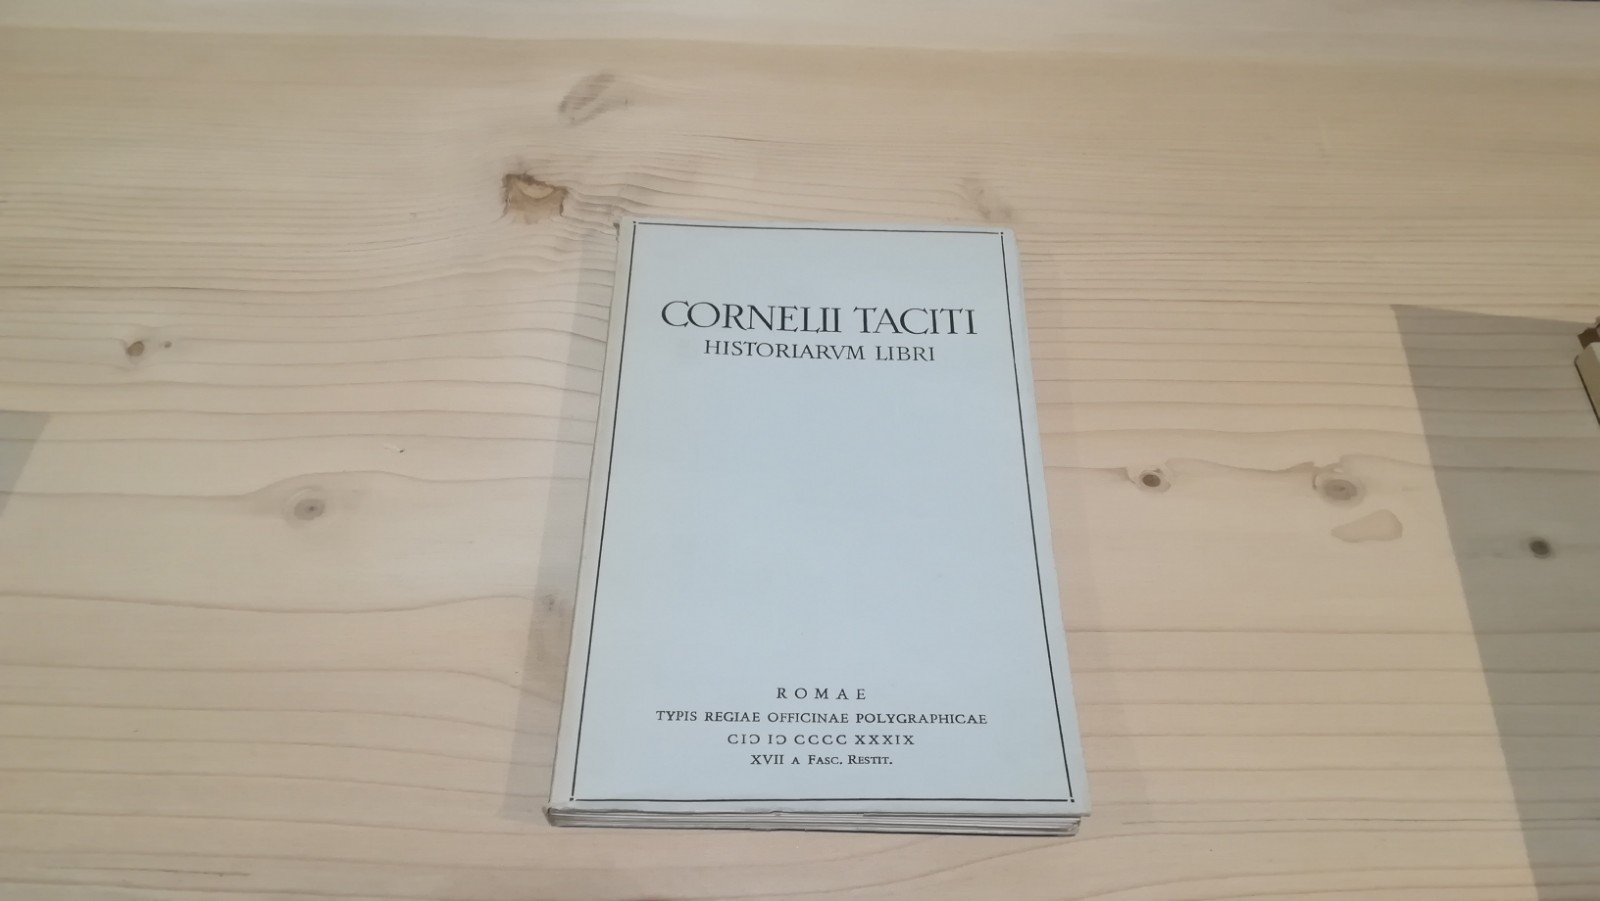 CORNELII TACITI
HISTORIARVM LIBRI
ROMAE
TYPIS REGIAE OFFICINAE POLYGRAPHICAE
CIↃ IↃ CCCC XXXIX
XVII A FASC. RESTIT.